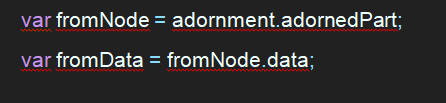 var fromNode = adornment.adornedPart;
var fromData = fromNode.data;